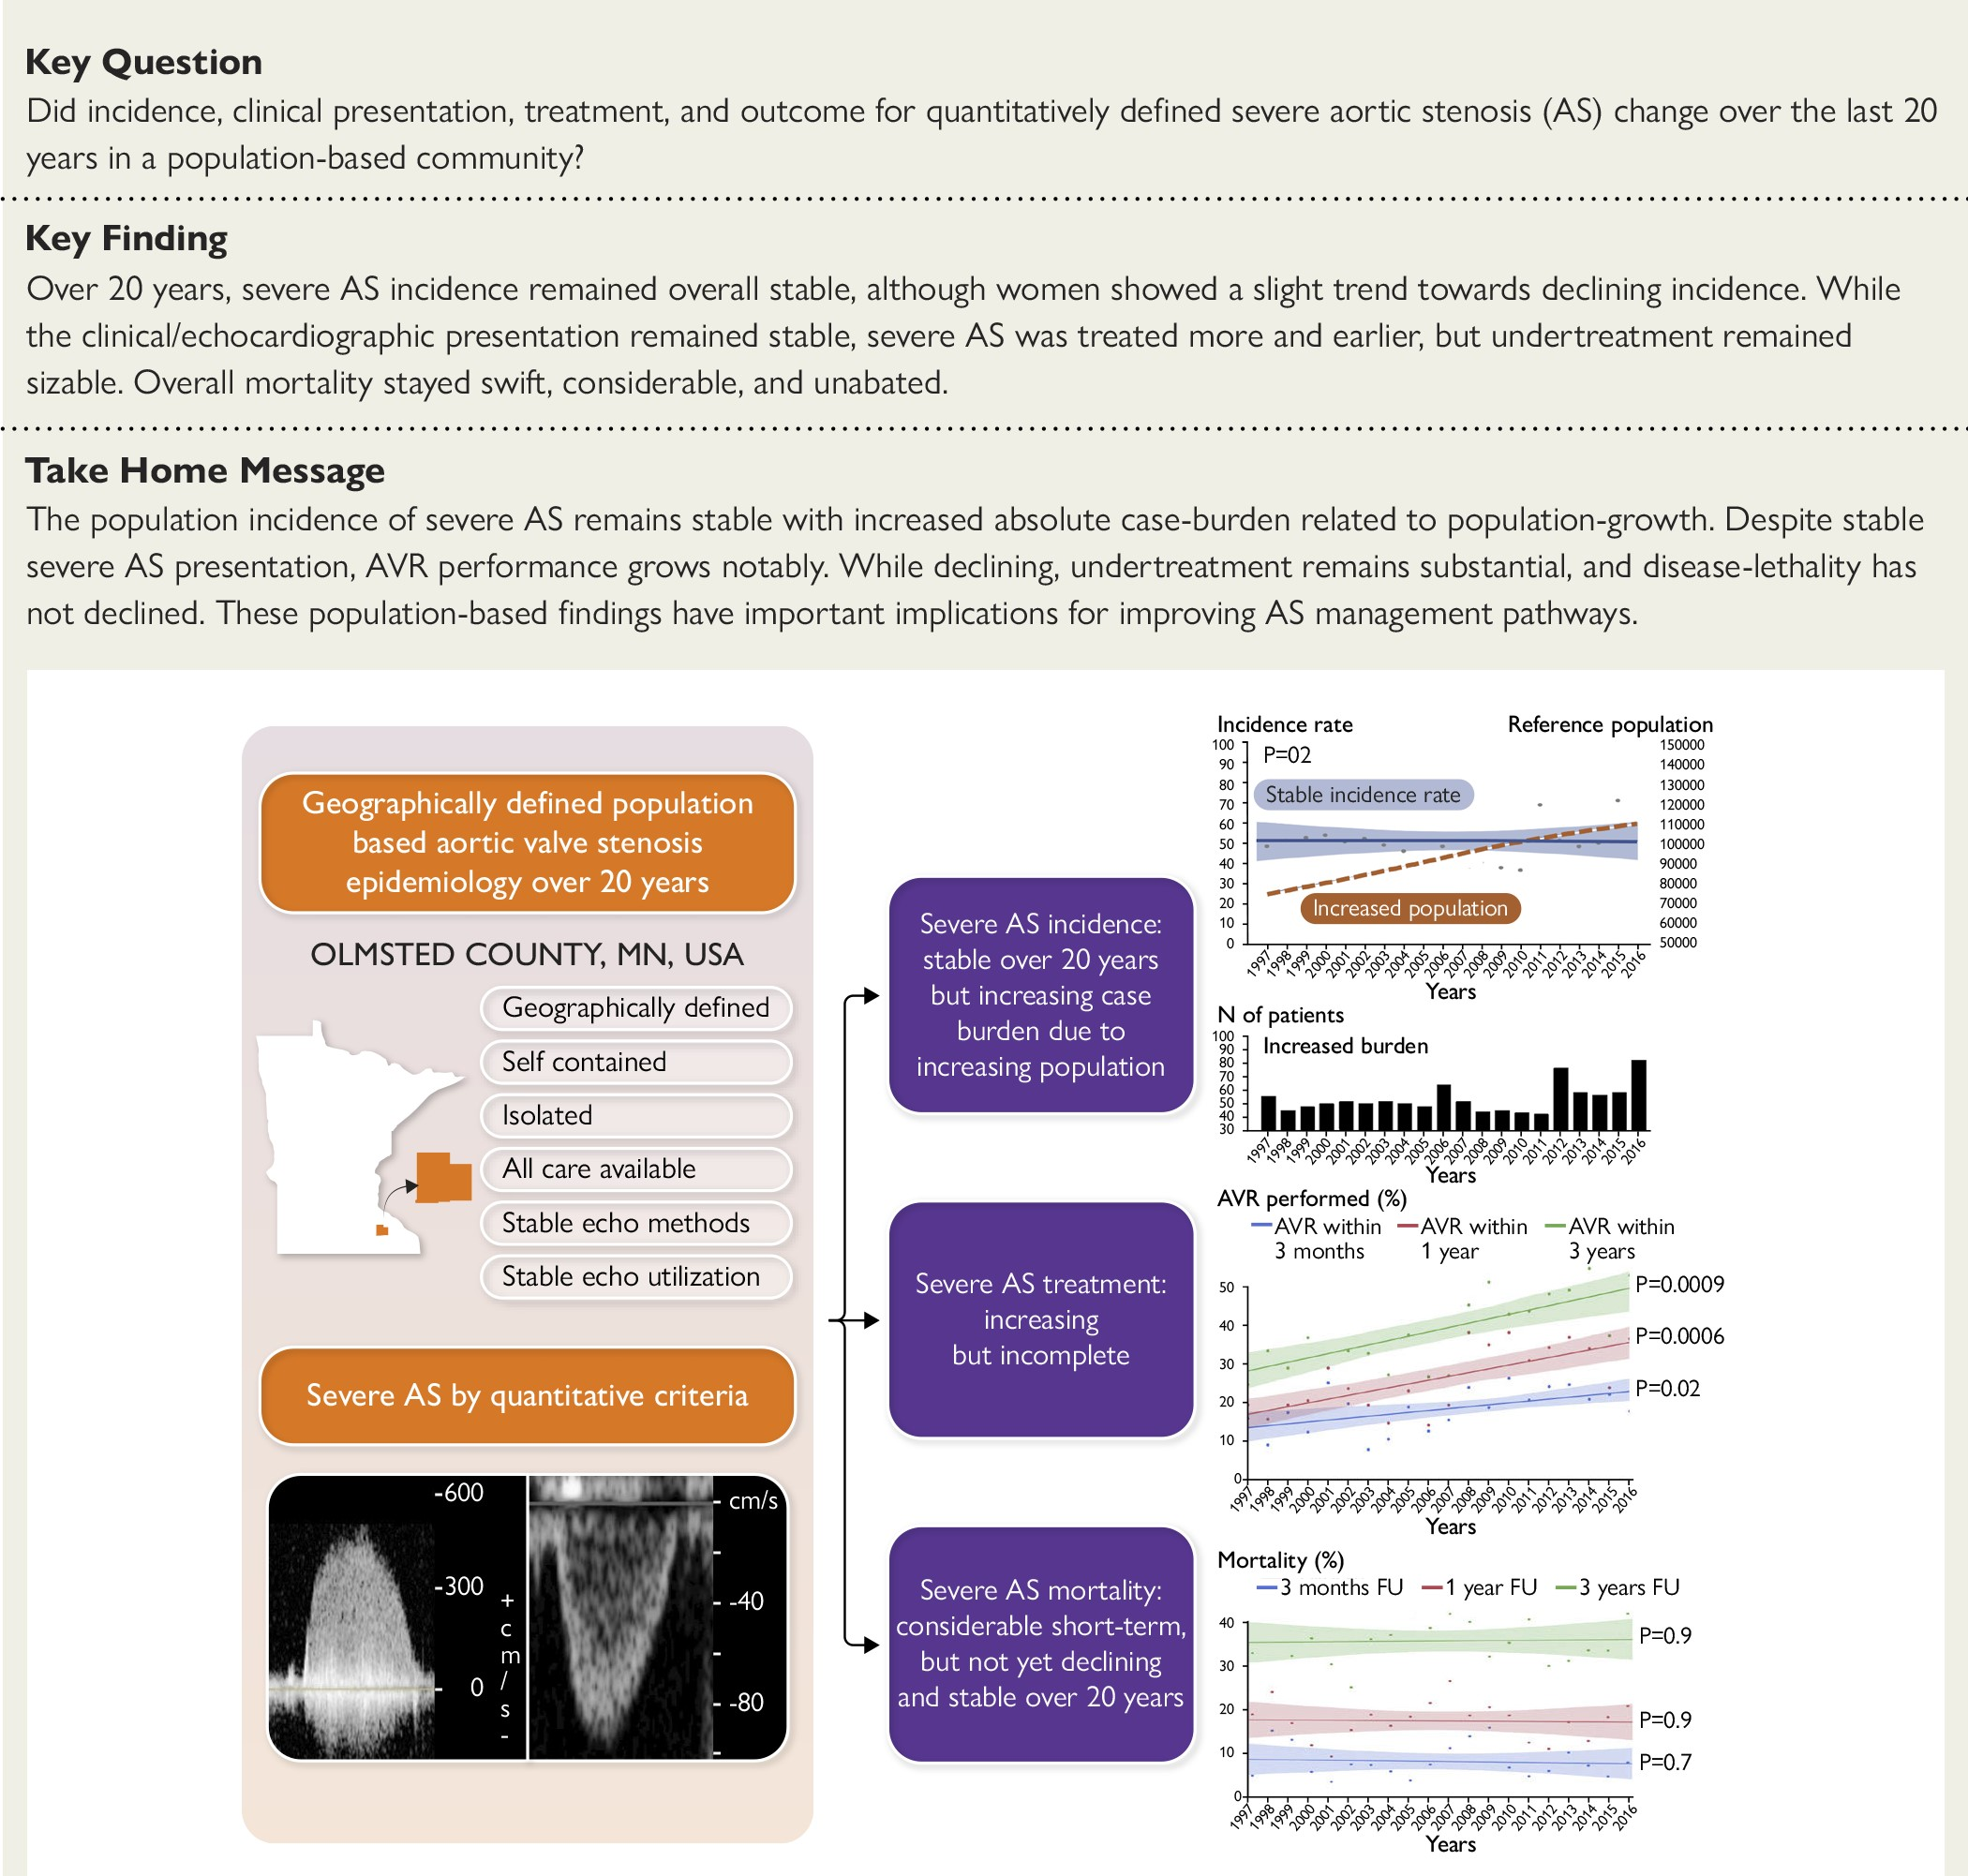 Key Question
Did incidence, clinical presentation, treatment, and outcome for quantitatively defined severe aortic stenosis (AS) change over the last 20
years in a population-based community?
Key Finding
Over 20 years, severe AS incidence remained overall stable, although women showed a slight trend towards declining incidence. While
the clinical/echocardiographic presentation remained stable, severe AS was treated more and earlier, but undertreatment remained
sizable. Overall mortality stayed swift, considerable, and unabated.
Take Home Message
The population incidence of severe AS remains stable with increased absolute case-burden related to population-growth. Despite stable
severe AS presentation, AVR performance grows notably. While declining, undertreatment remains substantial, and disease-lethality has
not declined. These population-based findings have important implications for improving AS management pathways.
Geographically defined population
based aortic valve stenosis
epidemiology over 20 years
OLMSTED COUNTY, MN, USA
Geographically defined
Self contained
Isolated
All care available
Stable echo methods
Stable echo utilization
Severe AS by quantitative criteria
-600
-300
0
+
c
m
/
s
-
cm/s
-40
-80
Severe AS incidence:
stable over 20 years
but increasing case
burden due to
increasing population
Severe AS treatment:
increasing
but incomplete
Severe AS mortality:
considerable short-term,
but not yet declining
and stable over 20 years
Incidence rate
Reference population
P=02
100
90
80
70
60
50
40
30
20
10
0
150000
140000
130000
120000
110000
100000
90000
80000
70000
60000
50000
Stable incidence rate
Increased population
1997 1998 1999 2000 2001 2002 2003 2004 2005 2006 2007 2008 2009 2010 2011 2012 2013 2014 2015 2016
Years
N of patients
Increased burden
100
90
80
70
60
50
40
30
1997 1998 1999 2000 2001 2002 2003 2004 2005 2006 2007 2008 2009 2010 2011 2012 2013 2014 2015 2016
Years
AVR performed (%)
AVR within
3 months
AVR within
1 year
AVR within
3 years
50
40
30
20
10
0
P=0.0009
P=0.0006
P=0.02
1997 1998 1999 2000 2001 2002 2003 2004 2005 2006 2007 2008 2009 2010 2011 2012 2013 2014 2015 2016
Years
Mortality (%)
3 months FU
1 year FU
3 years FU
40
30
20
10
0
P=0.9
P=0.9
P=0.7
1997 1998 1999 2000 2001 2002 2003 2004 2005 2006 2007 2008 2009 2010 2011 2012 2013 2014 2015 2016
Years